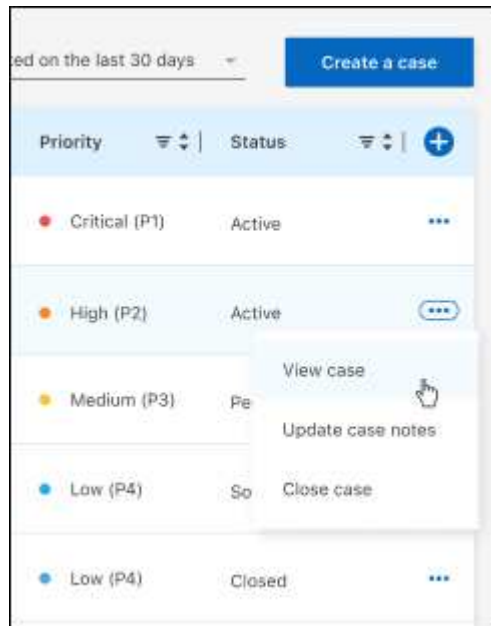 ed on the last 30 days
Create a case
Priority Status
Critical (P1) Active
High (P2) Active
View case
Medium (P3) Pe
Update case notes
Low (P4) So Close case
Low (P4) Closed